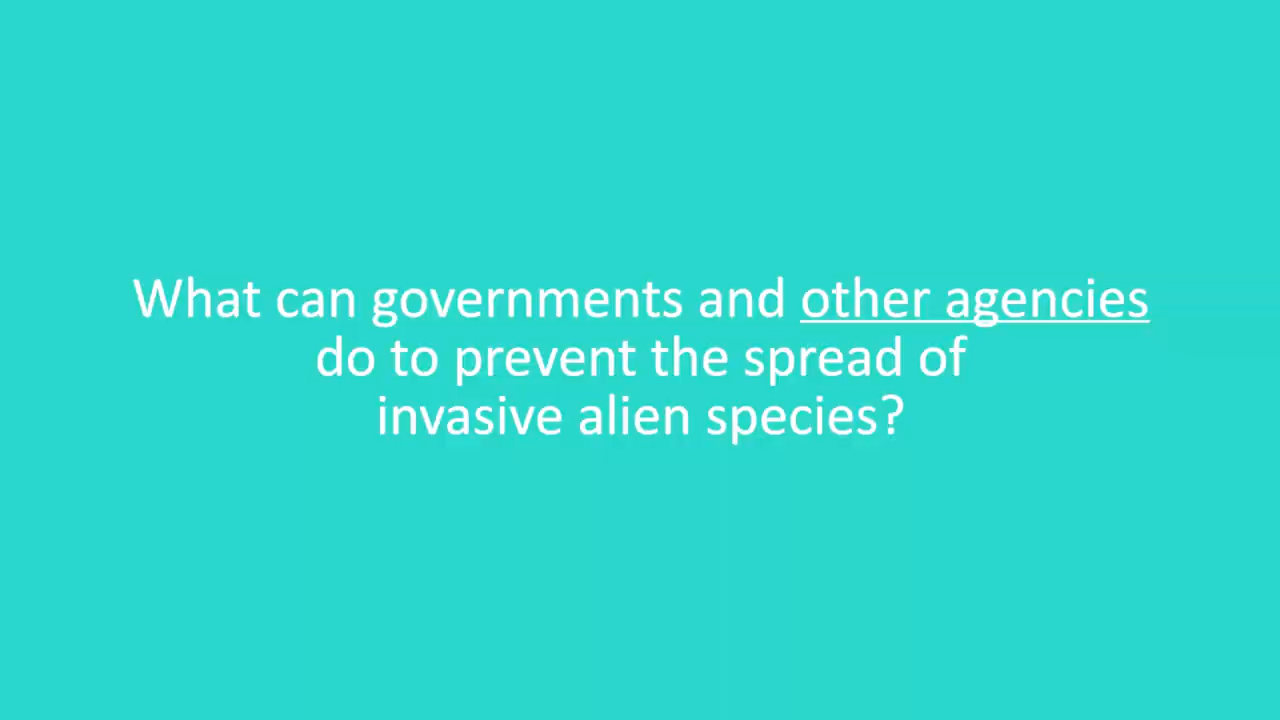 What can governments and other agencies
do to prevent the spread of
invasive alien species?